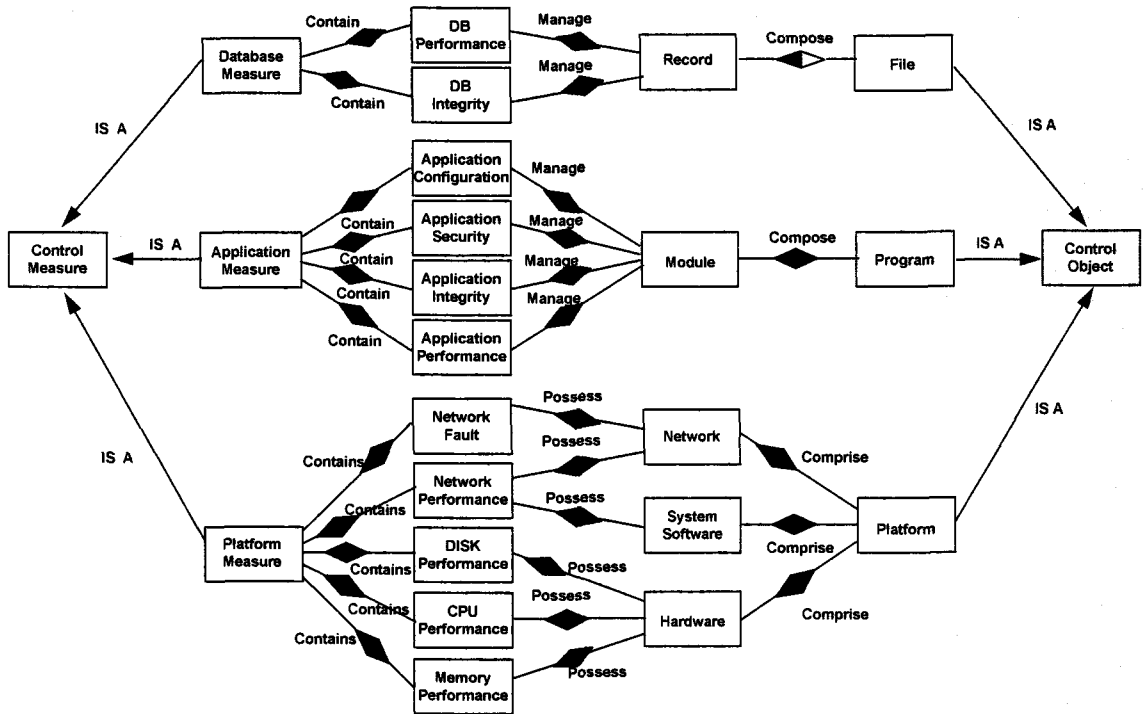 Contain
DB
Performance
Manage
Compose
Database
Measure
Record
File
Manage
DB
Integrity
Contain
IS A
IS A
Application
Configuration
Manage
Contain
Application
Security
Manage
Compose
Control
Measure
IS A
Application
Measure
Contain
Manage
Module
Program
IS A
Control
Object
Application
Integrity
Contain
Manage
Contain
Application
Performance
Possess
Network
Fault
Network
IS A
Possess
IS A
Contains
Comprise
Network
Performance
Possess
Contains
System
Software
Platform
Platform
Measure
DISK
Performance
Comprise
Contains
Possess
Possess
Contains
CPU
Performance
Hardware
Comprise
Contains
Possess
Memory
Performance